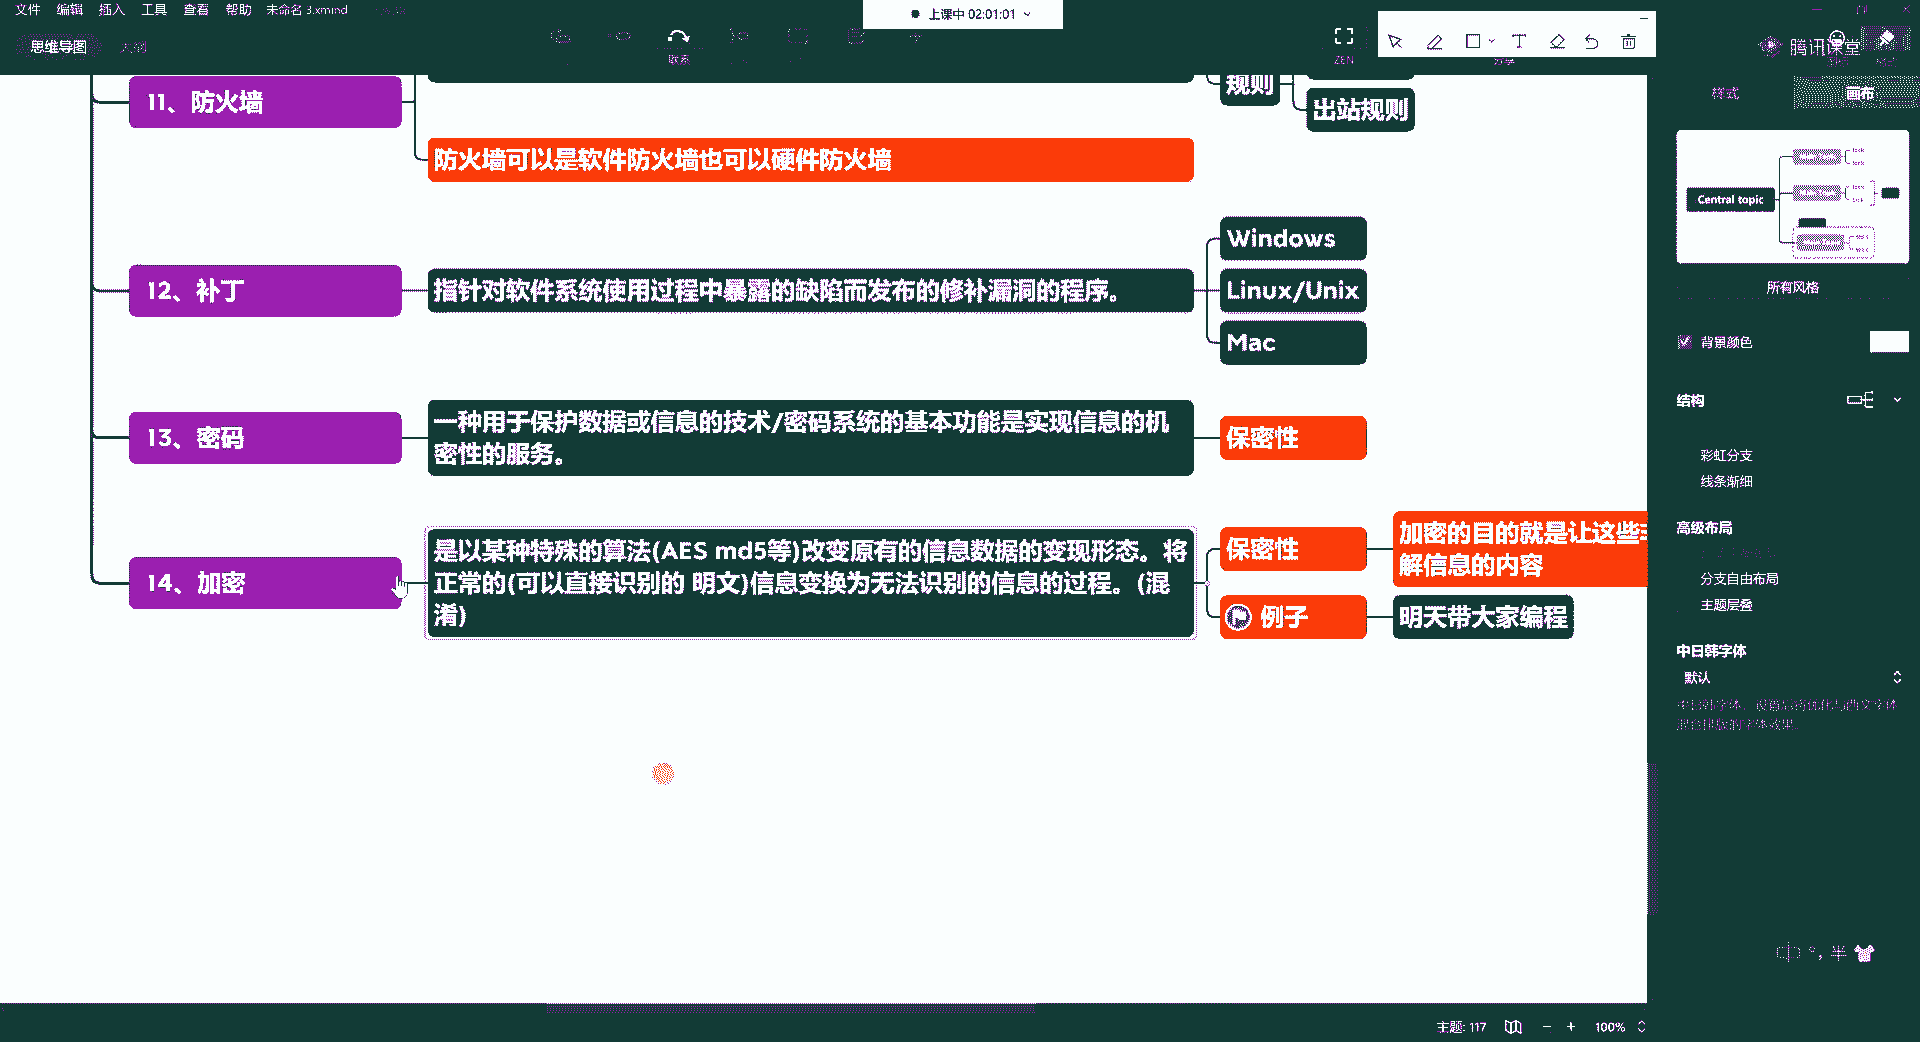 文件 编辑 插入 工具 查看 帮助 未命名 3.xmind
上课中 02:01:01
思维导图
联系
ZEN
腾讯课堂
样式 画布
11、防火墙
规则
出站规则
防火墙可以是软件防火墙也可以硬件防火墙
12、补丁
指针对软件系统使用过程中暴露的缺陷而发布的修补漏洞的程序。
Windows
Linux/Unix
Mac
13、密码
一种用于保护数据或信息的技术/密码系统的基本功能是实现信息的机
密性的服务。
保密性
14、加密
是以某种特殊的算法(AES md5等)改变原有的信息数据的变现形态。将
正常的(可以直接识别的 明文)信息变换为无法识别的信息的过程。(混
淆)
保密性
加密的目的就是让这些
解信息的内容
例子
明天带大家编程
Central topic
所有风格
背景颜色
结构
彩虹分支
线条渐细
高级布局
分支自由布局
主题层叠
中日韩字体
默认
半
主题: 117
100%